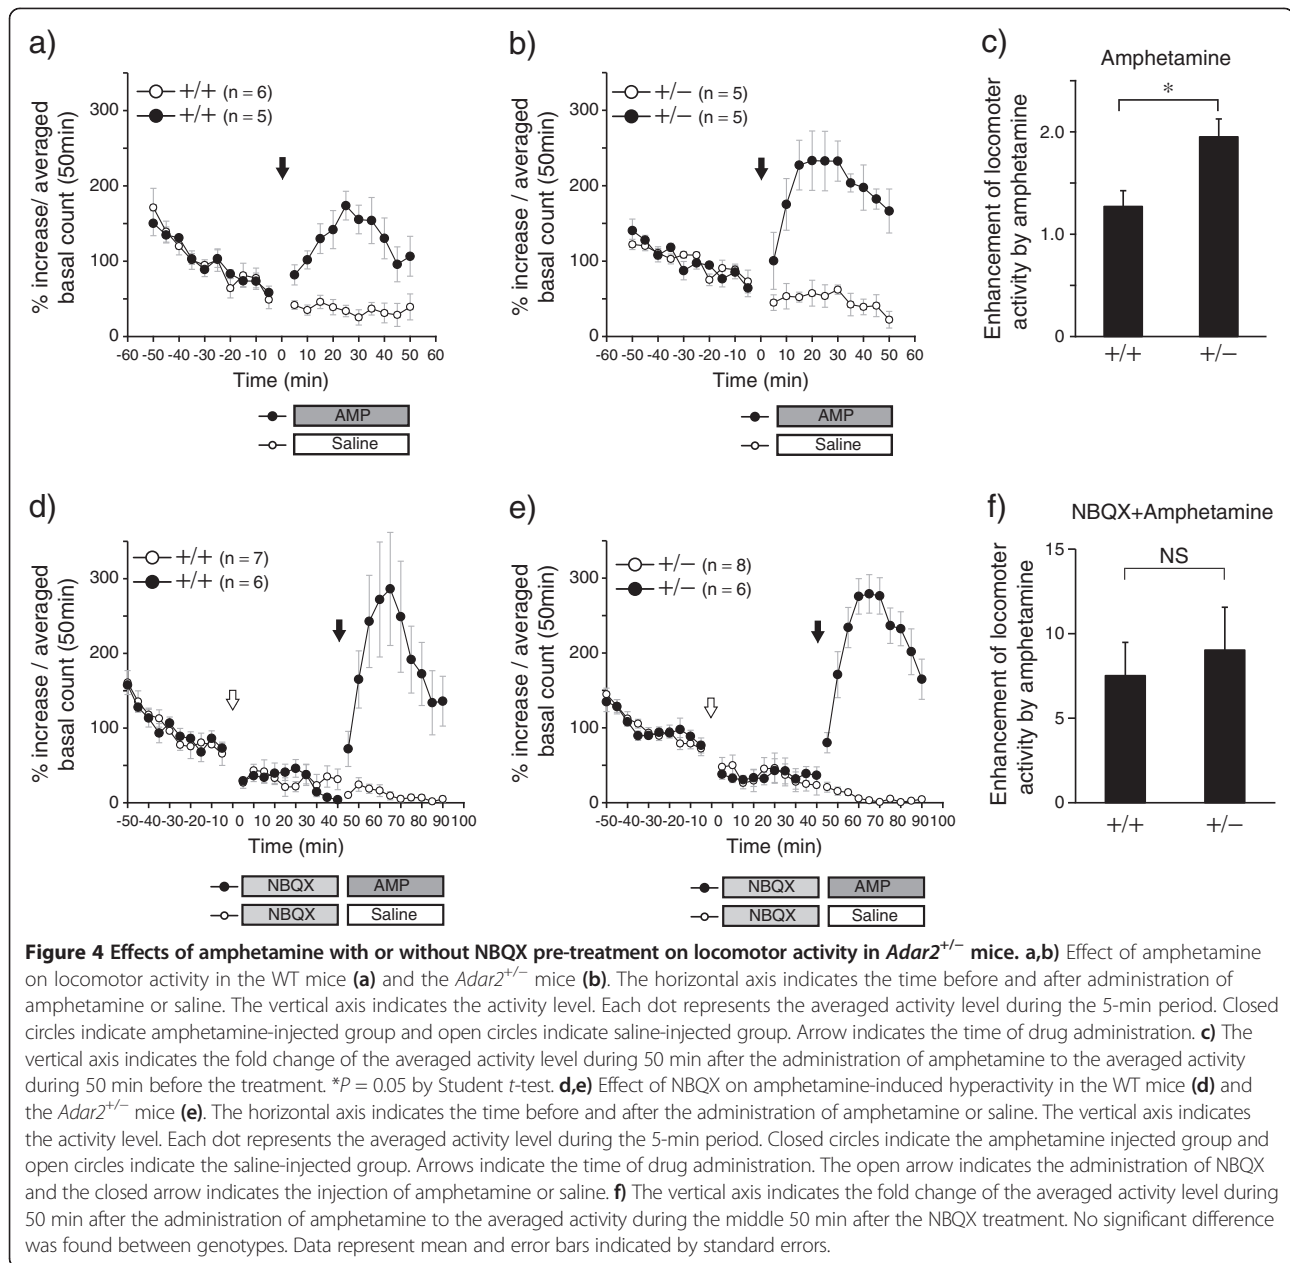 a)
+/+ (n = 6)
+/+ (n = 5)
% increase/ averaged
basal count (50min)
300
200
100
0
-60 -50 -40 -30 -20 -10 0 10 20 30 40 50 60
Time (min)
AMP
Saline
b)
+/− (n = 5)
+/− (n = 5)
% increase / averaged
basal count (50min)
300
200
100
0
-60 -50 -40 -30 -20 -10 0 10 20 30 40 50 60
Time (min)
AMP
Saline
c)
Amphetamine
*
Enhancement of locomoter
activity by amphetamine
2.0
1.0
0
+/+ +/−
d)
+/+ (n = 7)
+/+ (n = 6)
% increase / averaged
basal count (50min)
300
200
100
0
-50 -40 -30 -20 -10 0 10 20 30 40 50 60 70 80 90 100
Time (min)
NBQX AMP
NBQX Saline
e)
+/− (n = 8)
+/− (n = 6)
% increase / averaged
basal count (50min)
300
200
100
0
-50 -40 -30 -20 -10 0 10 20 30 40 50 60 70 80 90 100
Time (min)
NBQX AMP
NBQX Saline
f)
NBQX+Amphetamine
NS
Enhancement of locomoter
activity by amphetamine
15
10
5
0
+/+ +/−
Figure 4 Effects of amphetamine with or without NBQX pre-treatment on locomotor activity in Adar2+/− mice. a,b) Effect of amphetamine
on locomotor activity in the WT mice (a) and the Adar2+/− mice (b). The horizontal axis indicates the time before and after administration of
amphetamine or saline. The vertical axis indicates the activity level. Each dot represents the averaged activity level during the 5-min period. Closed
circles indicate amphetamine-injected group and open circles indicate saline-injected group. Arrow indicates the time of drug administration. c) The
vertical axis indicates the fold change of the averaged activity level during 50 min after the administration of amphetamine to the averaged activity
during 50 min before the treatment. *P = 0.05 by Student t-test. d,e) Effect of NBQX on amphetamine-induced hyperactivity in the WT mice (d) and
the Adar2+/− mice (e). The horizontal axis indicates the time before and after the administration of amphetamine or saline. The vertical axis indicates
the activity level. Each dot represents the averaged activity level during the 5-min period. Closed circles indicate the amphetamine injected group and
open circles indicate the saline-injected group. Arrows indicate the time of drug administration. The open arrow indicates the administration of NBQX
and the closed arrow indicates the injection of amphetamine or saline. f) The vertical axis indicates the fold change of the averaged activity level during
50 min after the administration of amphetamine to the averaged activity during the middle 50 min after the NBQX treatment. No significant difference
was found between genotypes. Data represent mean and error bars indicated by standard errors.